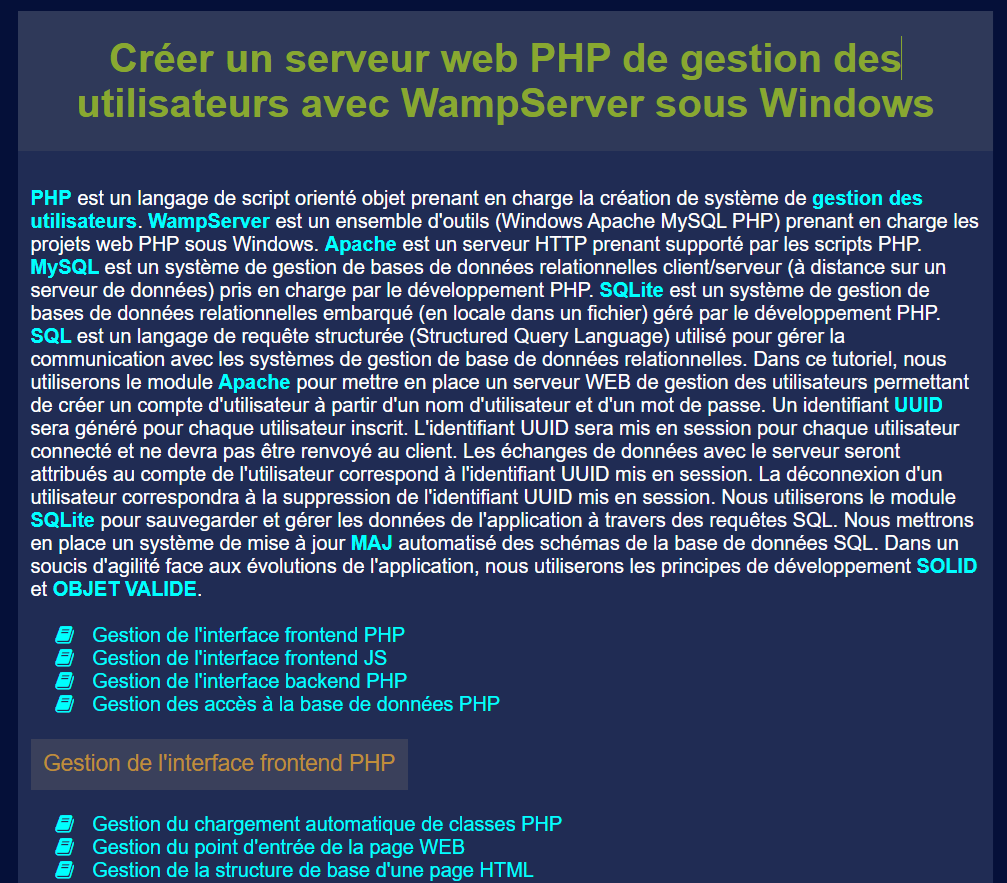 Créer un serveur web PHP de gestion des
utilisateurs avec WampServer sous Windows
PHP est un langage de script orienté objet prenant en charge la création de système de gestion des
utilisateurs. WampServer est un ensemble d'outils (Windows Apache MySQL PHP) prenant en charge les
projets web PHP sous Windows. Apache est un serveur HTTP prenant supporté par les scripts PHP.
MySQL est un système de gestion de bases de données relationnelles client/serveur (à distance sur un
serveur de données) pris en charge par le développement PHP. SQLite est un système de gestion de
bases de données relationnelles embarqué (en locale dans un fichier) géré par le développement PHP.
SQL est un langage de requête structurée (Structured Query Language) utilisé pour gérer la
communication avec les systèmes de gestion de base de données relationnelles. Dans ce tutoriel, nous
utiliserons le module Apache pour mettre en place un serveur WEB de gestion des utilisateurs permettant
de créer un compte d'utilisateur à partir d'un nom d'utilisateur et d'un mot de passe. Un identifiant UUID
sera généré pour chaque utilisateur inscrit. L'identifiant UUID sera mis en session pour chaque utilisateur
connecté et ne devra pas être renvoyé au client. Les échanges de données avec le serveur seront
attribués au compte de l'utilisateur correspond à l'identifiant UUID mis en session. La déconnexion d'un
utilisateur correspondra à la suppression de l'identifiant UUID mis en session. Nous utiliserons le module
SQLite pour sauvegarder et gérer les données de l'application à travers des requêtes SQL. Nous mettrons
en place un système de mise à jour MAJ automatisé des schémas de la base de données SQL. Dans un
soucis d'agilité face aux évolutions de l'application, nous utiliserons les principes de développement SOLID
et OBJET VALIDE.
Gestion de l'interface frontend PHP
Gestion de l'interface frontend JS
Gestion de l'interface backend PHP
Gestion des accès à la base de données PHP
Gestion de l'interface frontend PHP
Gestion du chargement automatique de classes PHP
Gestion du point d'entrée de la page WEB
Gestion de la structure de base d'une page HTML